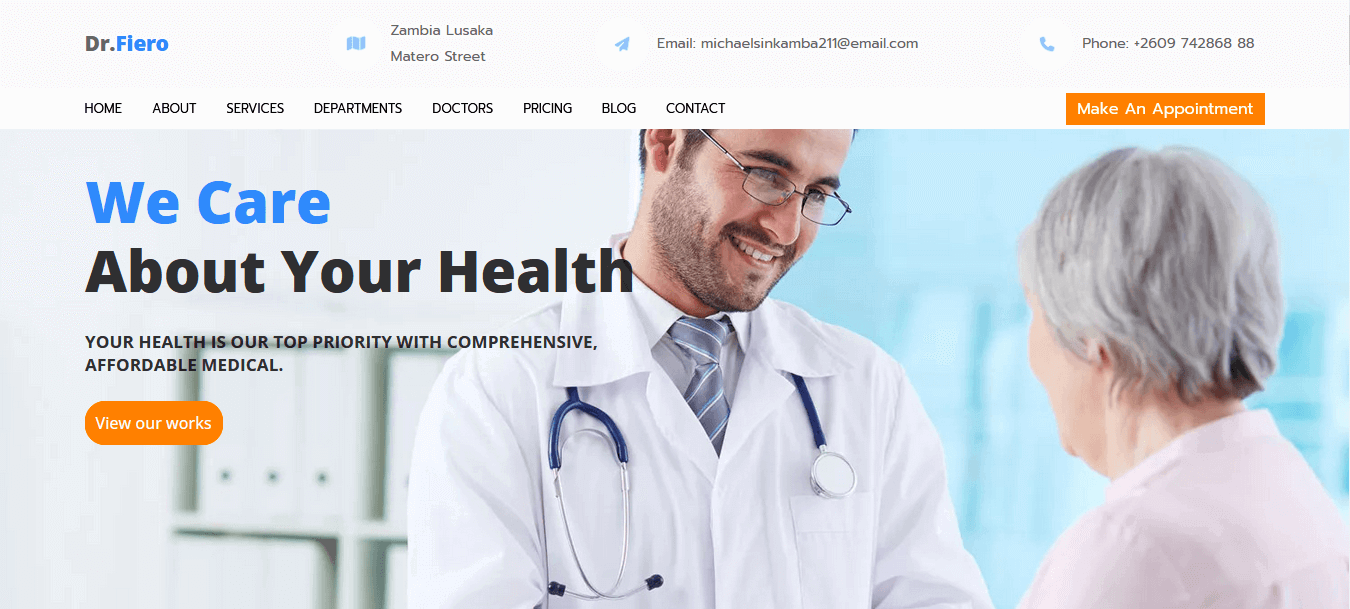 Dr.Fiero
Zambia Lusaka
Matero Street
Email: michaelsinkamba211@email.com
Phone: +2609 742868 88
HOME
ABOUT
SERVICES
DEPARTMENTS
DOCTORS
PRICING
BLOG
CONTACT
Make An Appointment
We Care
About Your Health
YOUR HEALTH IS OUR TOP PRIORITY WITH COMPREHENSIVE,
AFFORDABLE MEDICAL.
View our works